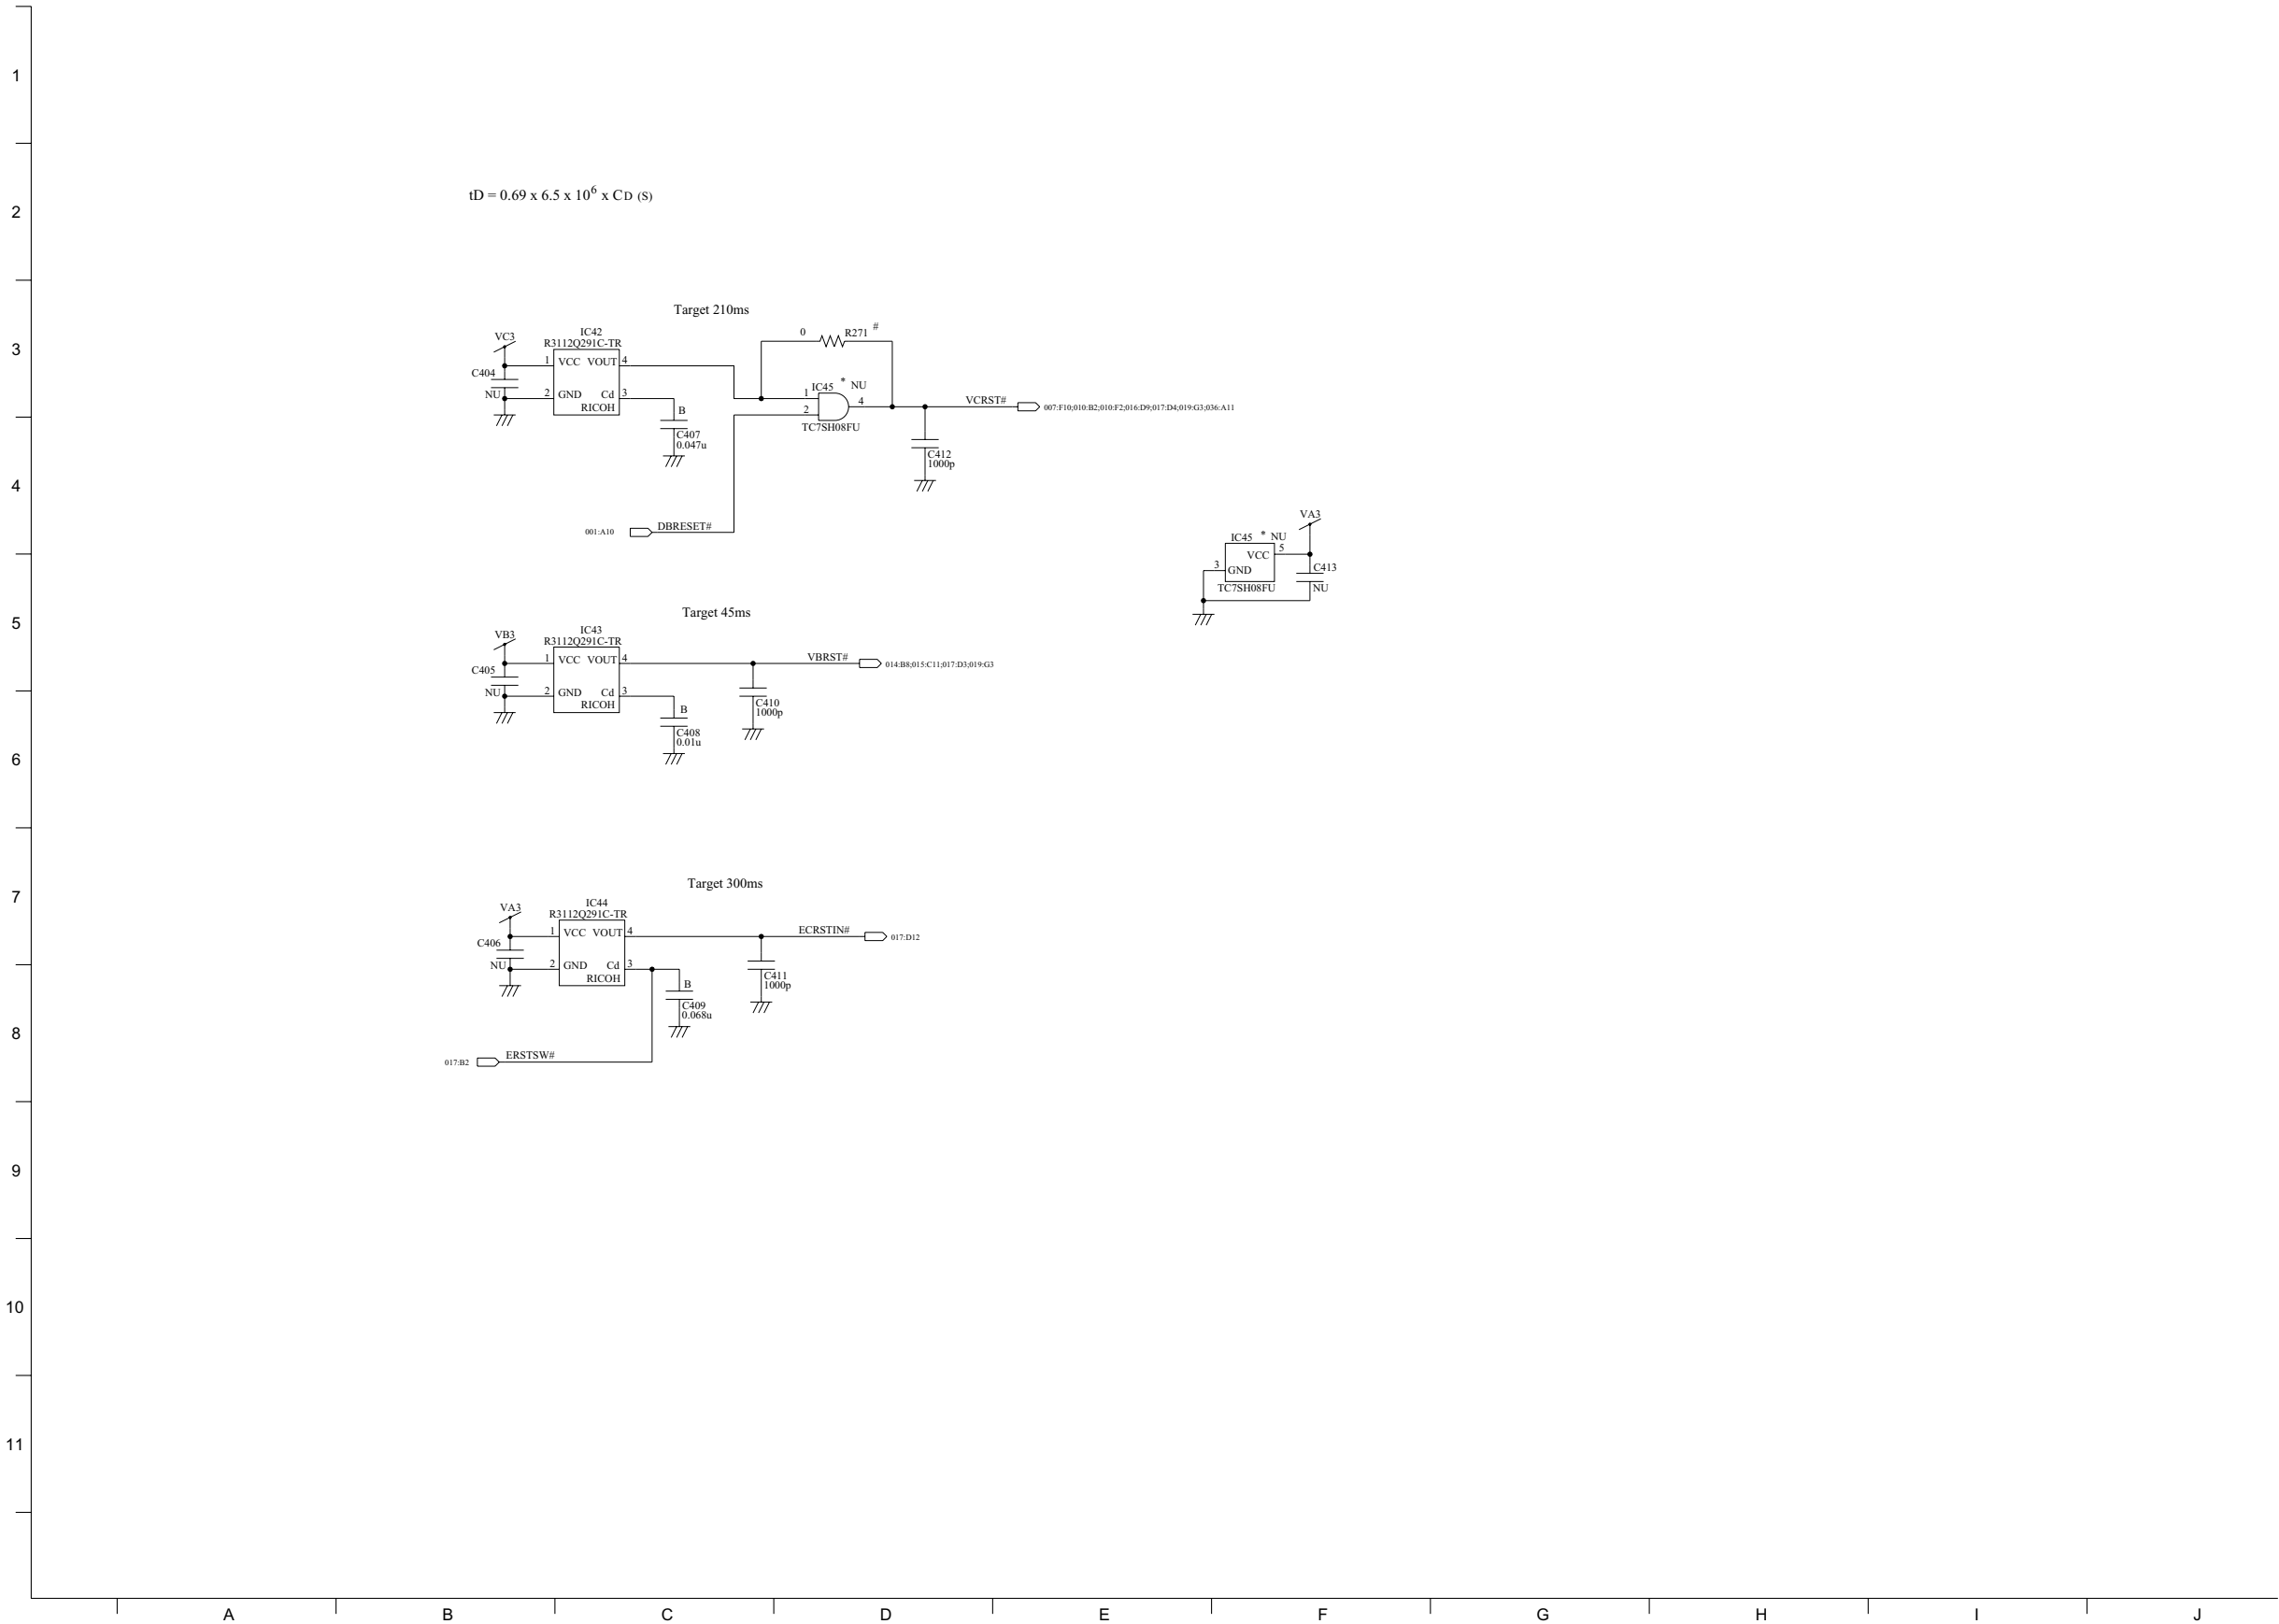 1
2
tD = 0.69 x 6.5 x 10^6 x CD (S)
Target 210ms
3
VC3
IC42
R3112Q291C-TR
1 VCC VOUT 4
2 GND Cd 3
RICOH
C404
NU
B
C407
0.047u
0 R271 #
IC45 * NU
1
2
4
TC7SH08FU
VCRST#
007:F10;010:B2;010:F2;016:D9;017:D4;019:G3;036:A11
C412
1000p
4
001:A10 DBRESET#
VA3
IC45 * NU
VCC 5
3 GND
TC7SH08FU
C413
NU
5
Target 45ms
VB3
IC43
R3112Q291C-TR
1 VCC VOUT 4
2 GND Cd 3
RICOH
C405
NU
B
C408
0.01u
VBRST#
014:B8;015:C11;017:D3;019:G3
C410
1000p
6
7
Target 300ms
VA3
IC44
R3112Q291C-TR
1 VCC VOUT 4
2 GND Cd 3
RICOH
C406
NU
B
C409
0.068u
ECRSTIN#
017:D12
C411
1000p
8
017:B2 ERSTSW#
9
10
11
A B C D E F G H I J